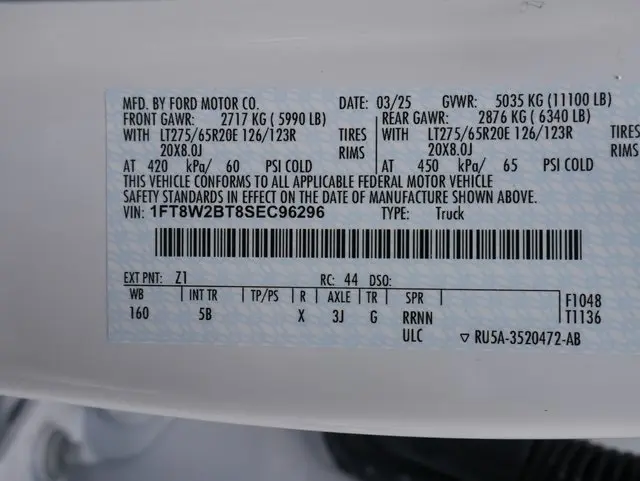 MFD. BY FORD MOTOR CO. DATE: 03/25 GVWR: 5035 KG (11100 LB)
FRONT GAWR: 2717 KG ( 5990 LB) REAR GAWR: 2876 KG ( 6340 LB)
WITH LT275/65R20E 126/123R TIRES WITH LT275/65R20E 126/123R TIRES
20X8.0J RIMS 20X8.0J RIMS
AT 420 kPa/ 60 PSI COLD AT 450 kPa/ 65 PSI COLD
THIS VEHICLE CONFORMS TO ALL APPLICABLE FEDERAL MOTOR VEHICLE
SAFETY STANDARDS IN EFFECT ON THE DATE OF MANUFACTURE SHOWN ABOVE.
VIN: 1FT8W2BT8SEC96296 TYPE: Truck
EXT PNT: Z1 RC: 44 DSO:
WB INT TR TP/PS R AXLE TR SPR F1048
160 5B X 3J G RRNN T1136
ULC ▽ RU5A-3520472-AB